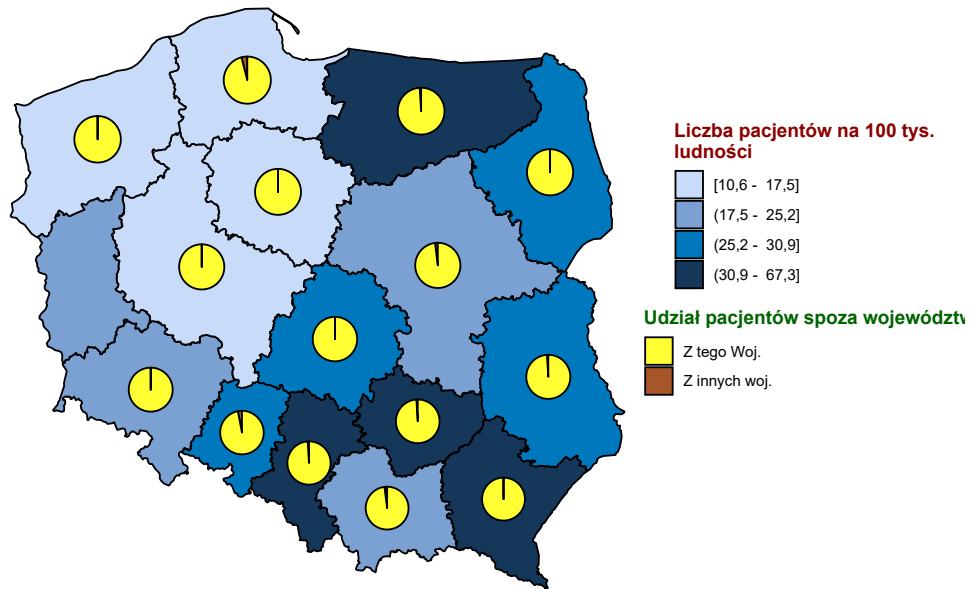 Liczba pacjentów na 100 tys.
ludności
[10,6 - 17,5]
(17,5 - 25,2]
(25,2 - 30,9]
(30,9 - 67,3]
Udział pacjentów spoza województw
Z tego Woj.
Z innych woj.